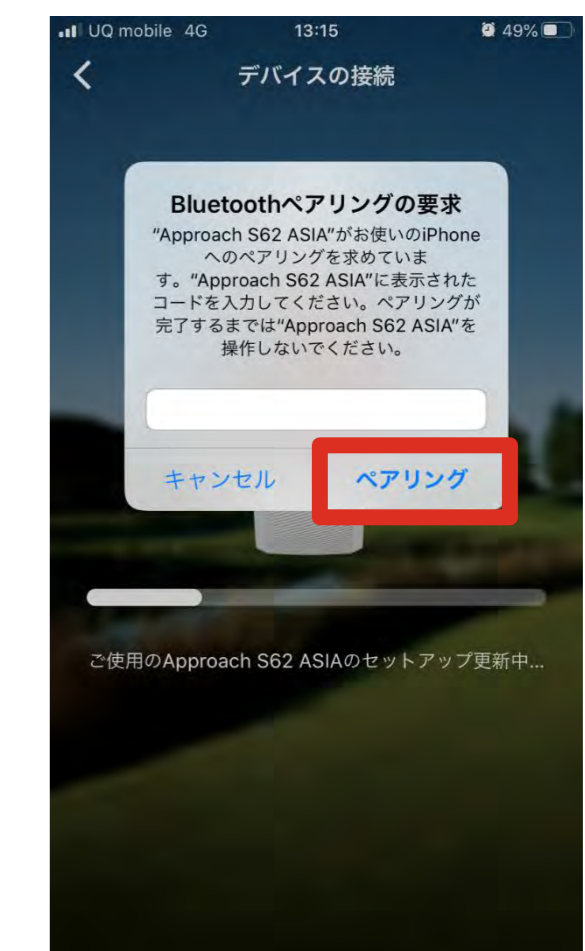 UQ mobile 4G 13:15 49%
デバイスの接続
Bluetoothペアリングの要求
“Approach S62 ASIA”がお使いのiPhone
へのペアリングを求めていま
す。“Approach S62 ASIA”に表示された
コードを入力してください。ペアリングが
完了するまでは“Approach S62 ASIA”を
操作しないでください。
キャンセル ペアリング
ご使用のApproach S62 ASIAのセットアップ更新中...